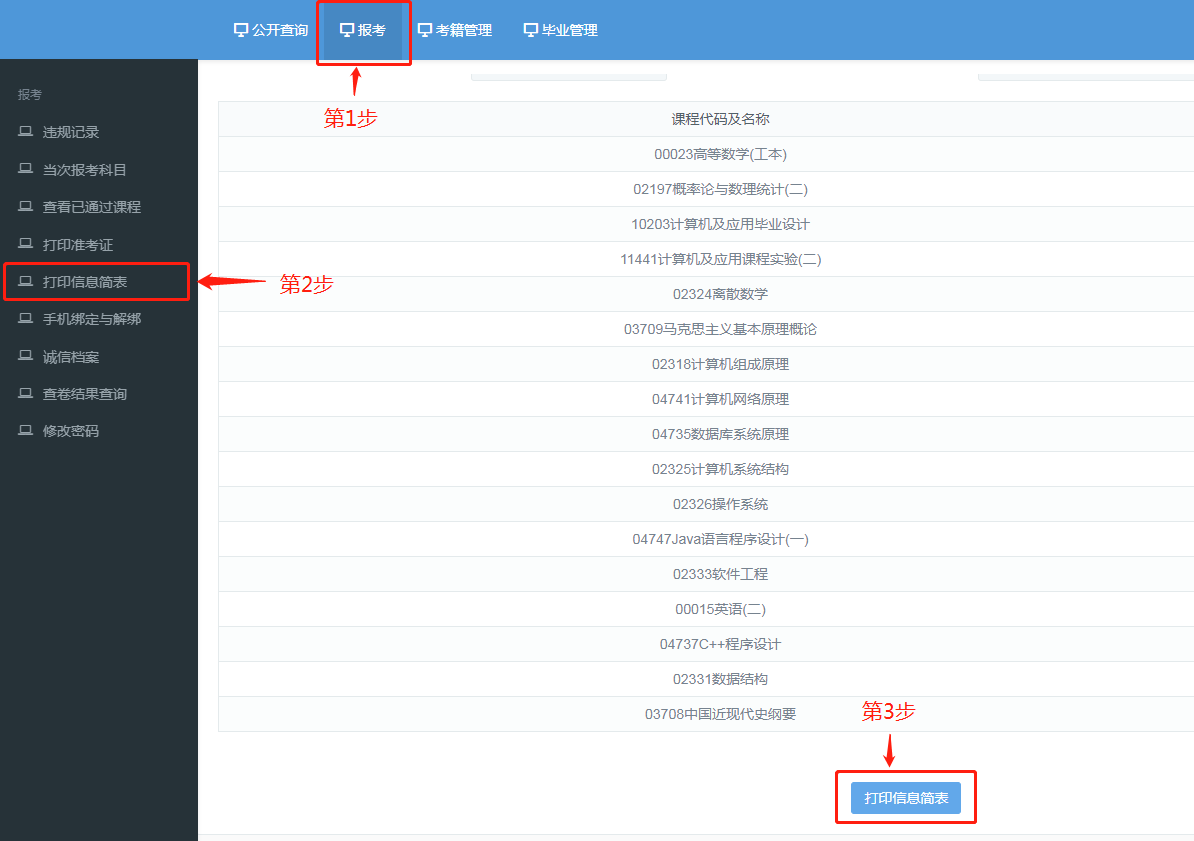 公开查询 报考 考籍管理 毕业管理
第1步
报考
违规记录
当次报考科目
查看已通过课程
打印准考证
打印信息简表
第2步
手机绑定与解绑
诚信档案
查卷结果查询
修改密码
课程代码及名称
00023高等数学(工本)
02197概率论与数理统计(二)
10203计算机及应用毕业设计
11441计算机及应用课程实验(二)
02324离散数学
03709马克思主义基本原理概论
02318计算机组成原理
04741计算机网络原理
04735数据库系统原理
02325计算机系统结构
02326操作系统
04747Java语言程序设计(一)
02333软件工程
00015英语(二)
04737C++程序设计
02331数据结构
03708中国近现代史纲要
第3步
打印信息简表